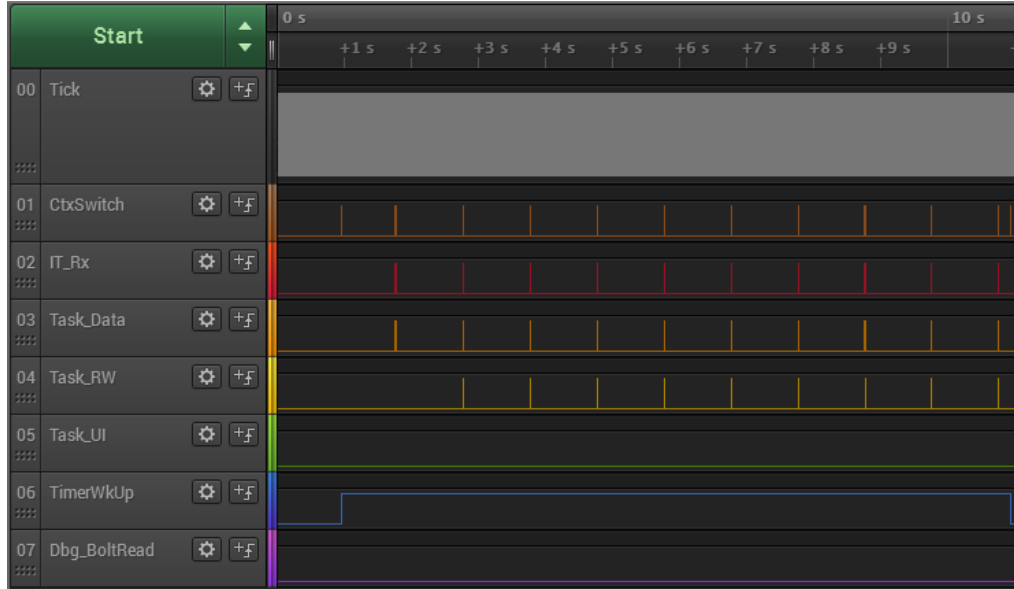 Start
0 s
10 s
+1 s
+2 s
+3 s
+4 s
+5 s
+6 s
+7 s
+8 s
+9 s
00 Tick
01 CtxSwitch
02 IT_Rx
03 Task_Data
04 Task_RW
05 Task_UI
06 TimerWkUp
07 Dbg_BoltRead